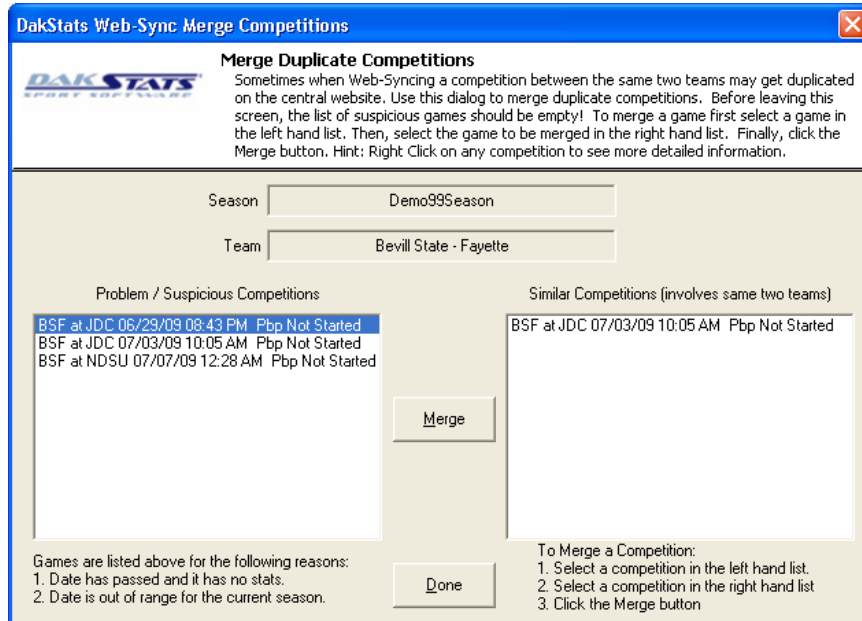 DakStats Web-Sync Merge Competitions
DAKSTATS
SPORT SOFTWARE
Merge Duplicate Competitions
Sometimes when Web-Syncing a competition between the same two teams may get duplicated
on the central website. Use this dialog to merge duplicate competitions.  Before leaving this
screen, the list of suspicious games should be empty!  To merge a game first select a game in
the left hand list. Then, select the game to be merged in the right hand list.  Finally, click the
Merge button. Hint: Right Click on any competition to see more detailed information.
Season Demo99Season
Team Bevill State - Fayette
Problem / Suspicious Competitions
BSF at JDC 06/29/09 08:43 PM  Pbp Not Started
BSF at JDC 07/03/09 10:05 AM  Pbp Not Started
BSF at NDSU 07/07/09 12:28 AM  Pbp Not Started
Merge
Similar Competitions (involves same two teams)
BSF at JDC 07/03/09 10:05 AM  Pbp Not Started
Games are listed above for the following reasons:
1. Date has passed and it has no stats.
2. Date is out of range for the current season.
Done
To Merge a Competition:
1. Select a competition in the left hand list.
2. Select a competition in the right hand list
3. Click the Merge button